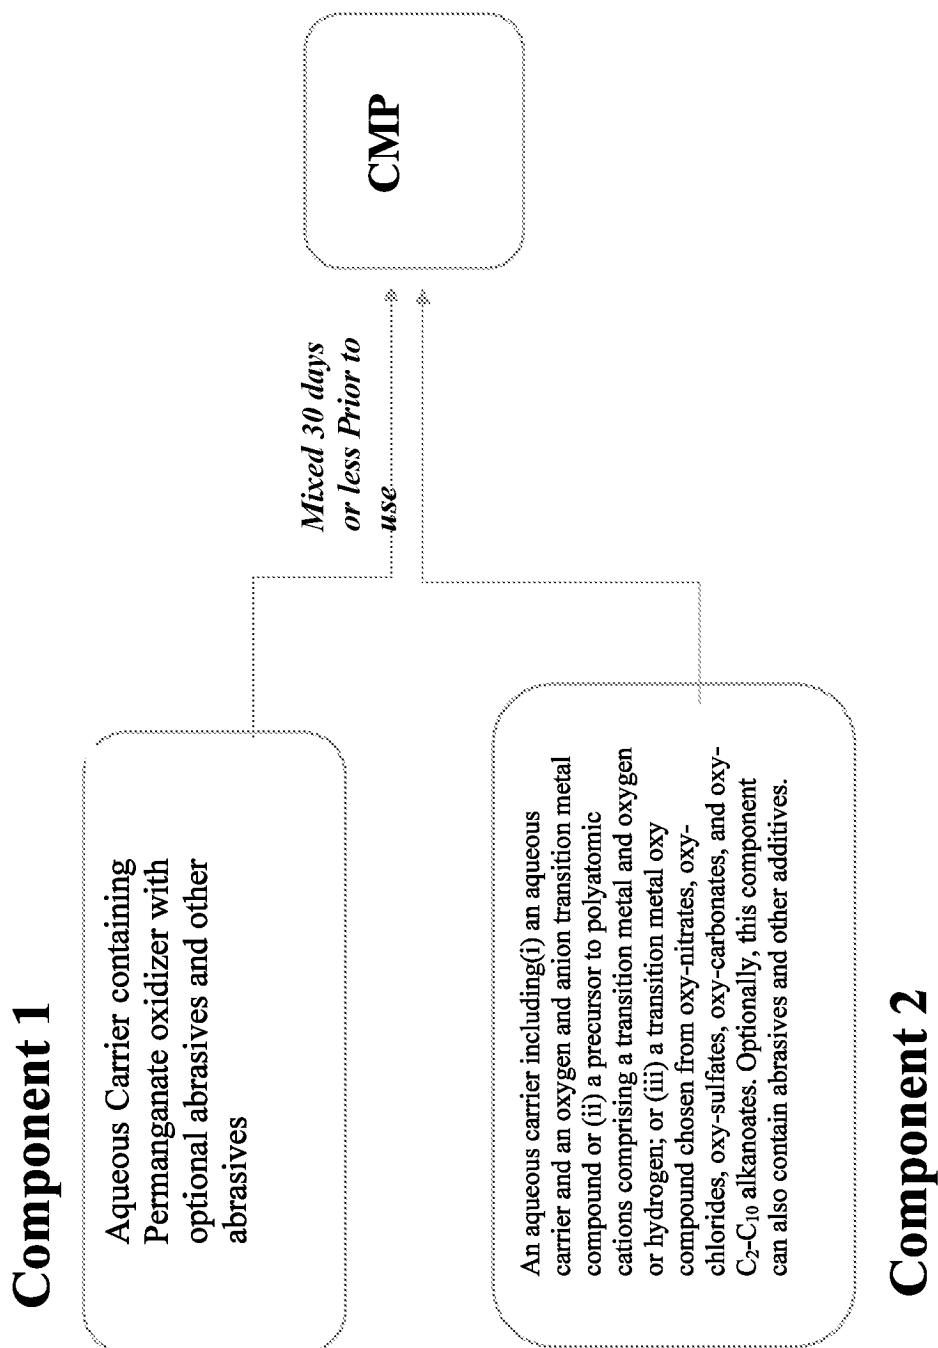 Component 1
Aqueous Carrier containing
Permanganate oxidizer with
optional abrasives and other
abrasives
Mixed 30 days
or less Prior to
use
CMP
An aqueous carrier including(i) an aqueous
carrier and an oxygen and anion transition metal
compound or (ii) a precursor to polyatomic
cations comprising a transition metal and oxygen
or hydrogen; or (iii) a transition metal oxy
compound chosen from oxy-nitrates, oxy-
chlorides, oxy-sulfates, oxy-carbonates, and oxy-
C₂-C₁₀ alkanoates. Optionally, this component
can also contain abrasives and other additives.
Component 2